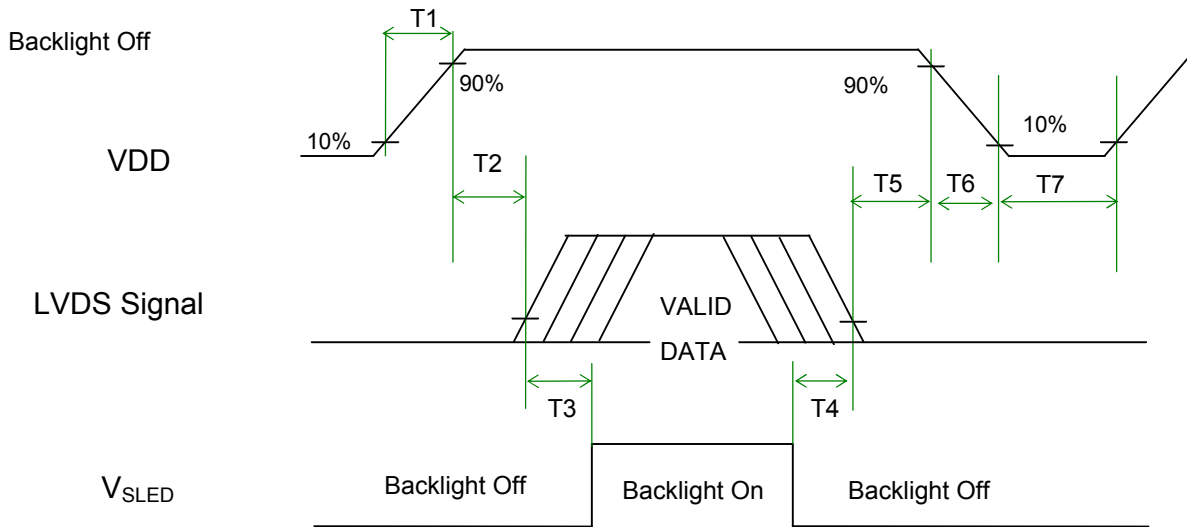 T1
Backlight Off
90%
90%
10%
10%
VDD
T2
T5
T6
T7
LVDS Signal
VALID
DATA
T3
T4
VSLED
Backlight Off
Backlight On
Backlight Off